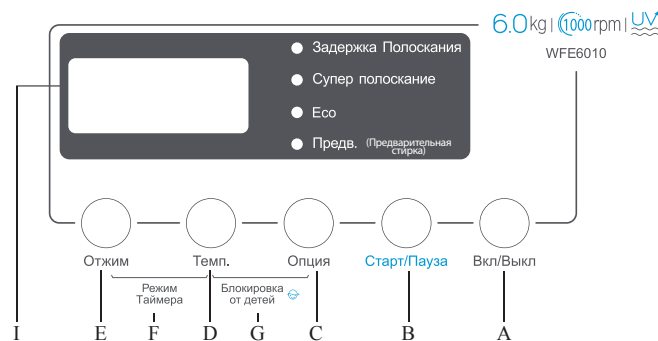 6.0kg | 1000rpm | UV
WFE6010
Задержка Полоскания
Супер полоскание
Eco
Предв. (Предварительная
стирка)
Отжим Темп. Опция Старт/Пауза Вкл/Выкл
Режим
Таймера
Блокировка
от детей
I E F D G C B A